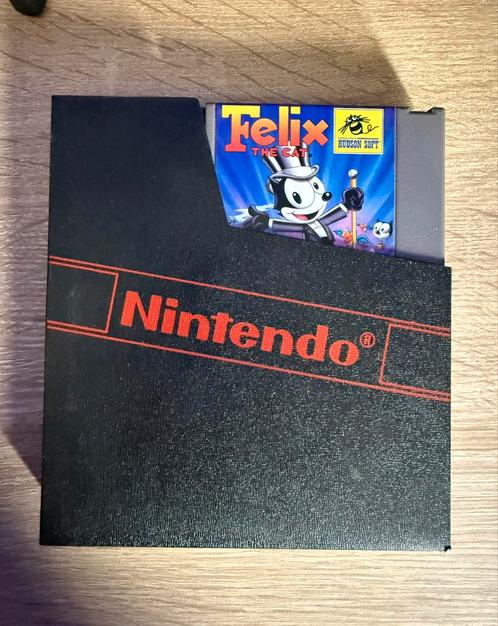 Felix
THE CAT
HUDSON SOFT
Nintendo®